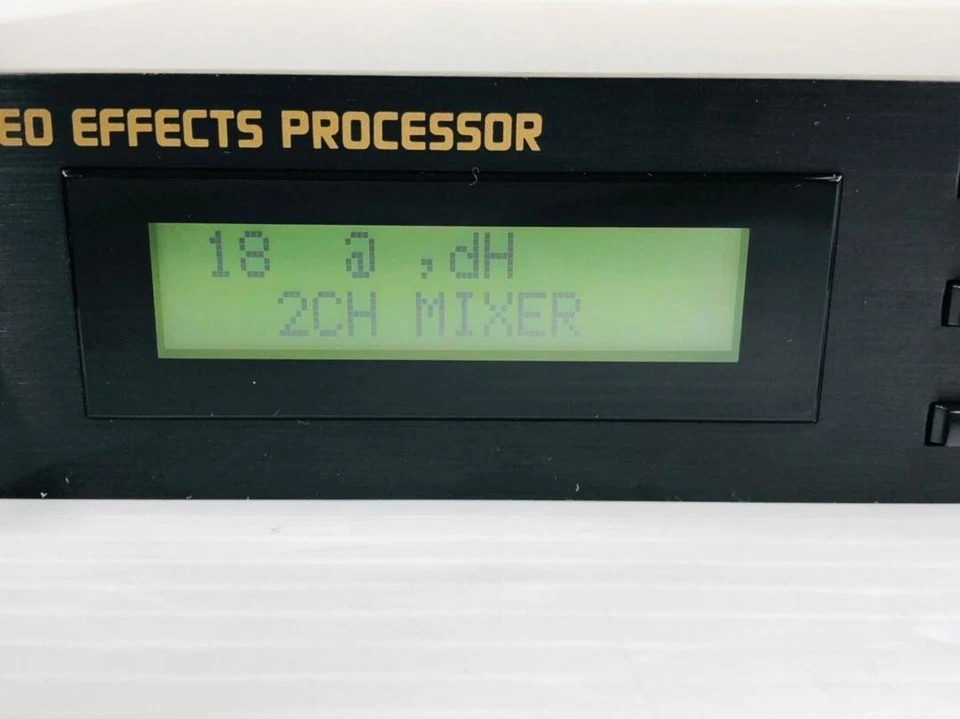 EO EFFECTS PROCESSOR
18 a ,dH
2CH MIXER